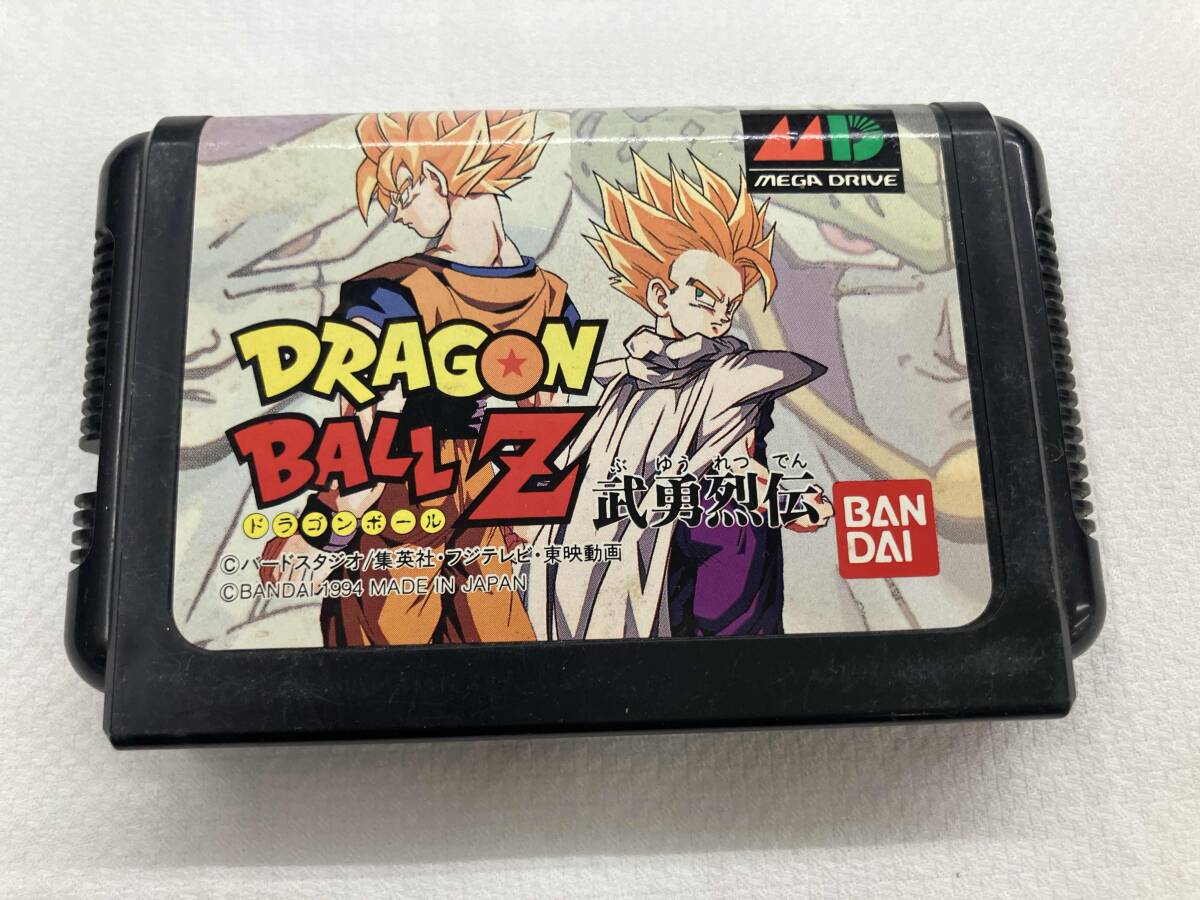 MD
MEGA DRIVE
DRAGON
BALL Z
ドラゴンボール
ぶ ゆう れつ でん
武勇烈伝
BAN
DAI
©バードスタジオ/集英社・フジテレビ・東映動画
©BANDAI 1994 MADE IN JAPAN